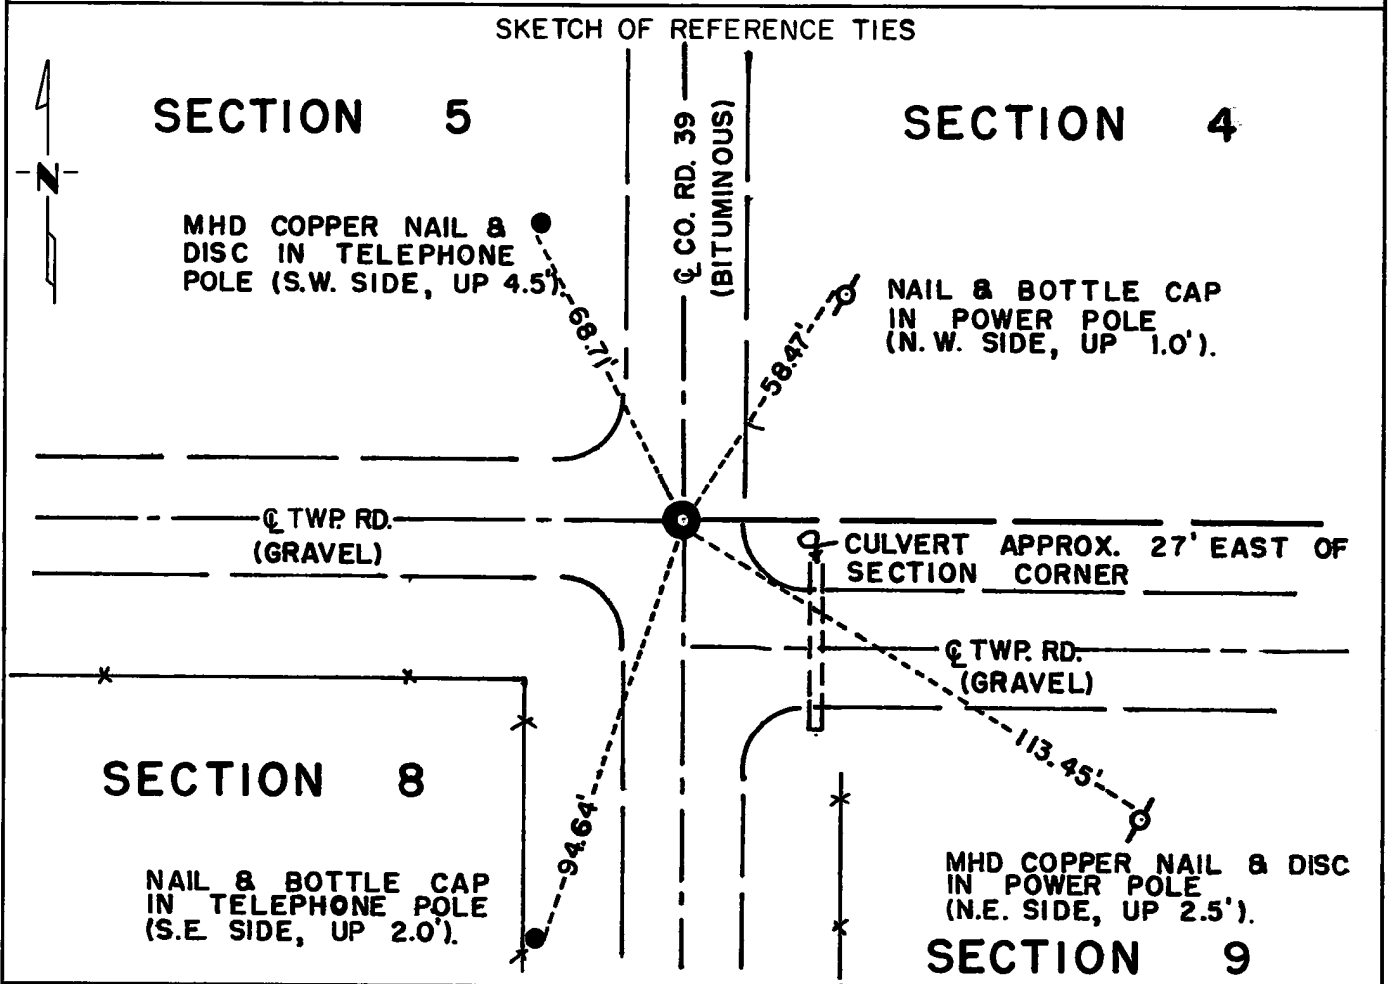 SKETCH OF REFERENCE TIES
SECTION 5
SECTION 4
N
℄ CO. RD. 39
(BITUMINOUS)
MHD COPPER NAIL &
DISC IN TELEPHONE
POLE (S.W. SIDE, UP 4.5').
68.71'
58.47'
NAIL & BOTTLE CAP
IN POWER POLE
(N.W. SIDE, UP 1.0').
℄ TWP. RD.
(GRAVEL)
CULVERT APPROX. 27' EAST OF
SECTION CORNER
℄ TWP. RD.
(GRAVEL)
113.45'
SECTION 8
94.64'
NAIL & BOTTLE CAP
IN TELEPHONE POLE
(S.E. SIDE, UP 2.0').
MHD COPPER NAIL & DISC
IN POWER POLE
(N.E. SIDE, UP 2.5').
SECTION 9